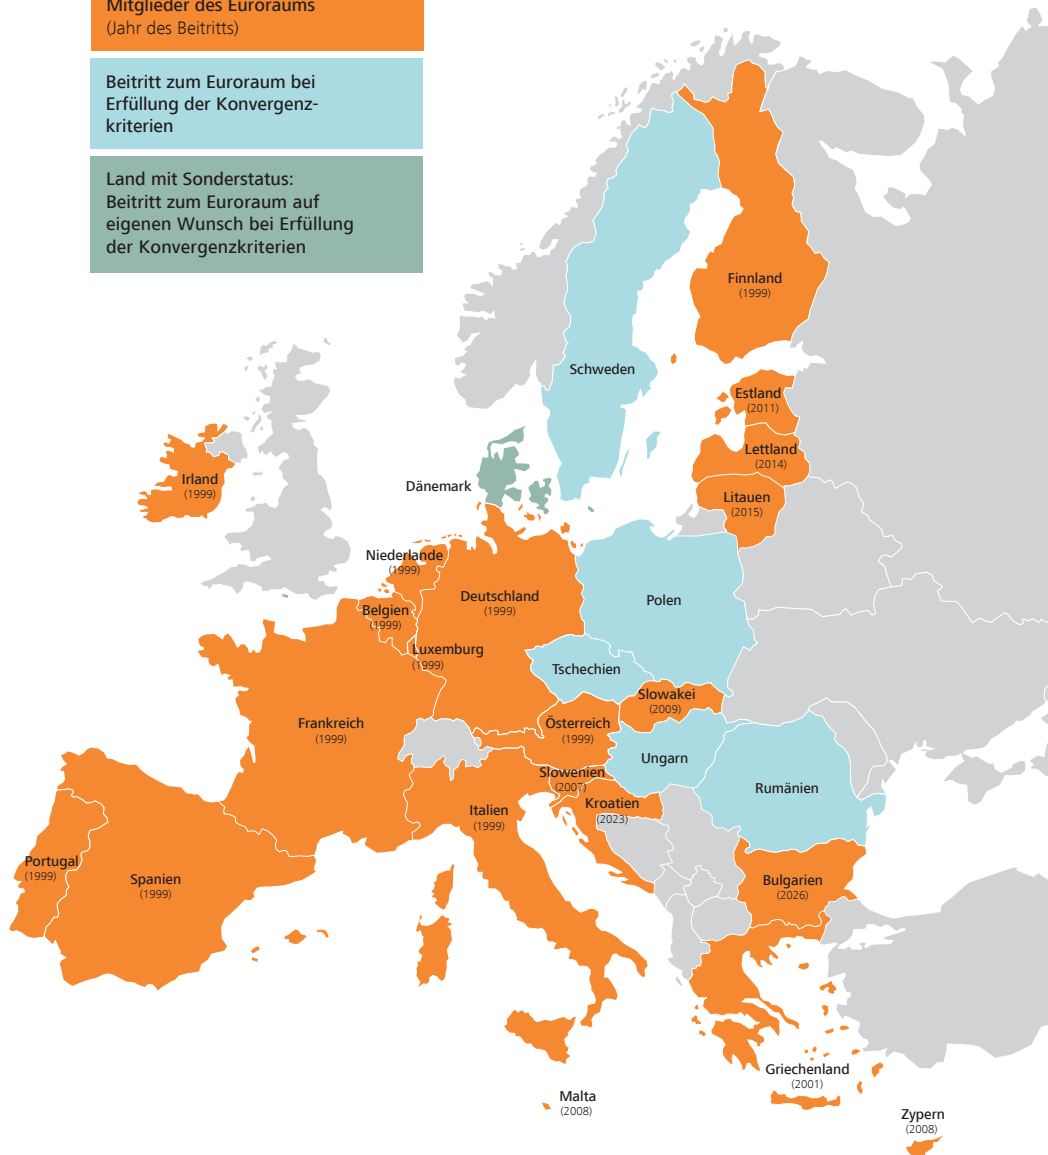 Mitglieder des Euroraums
(Jahr des Beitritts)
Beitritt zum Euroraum bei
Erfüllung der Konvergenz-
kriterien
Land mit Sonderstatus:
Beitritt zum Euroraum auf
eigenen Wunsch bei Erfüllung
der Konvergenzkriterien
Finnland
(1999)
Schweden
Estland
(2011)
Lettland
(2014)
Irland
(1999)
Dänemark
Litauen
(2015)
Niederlande
(1999)
Deutschland
(1999)
Polen
Belgien
(1999)
Luxemburg
(1999)
Tschechien
Slowakei
(2009)
Frankreich
(1999)
Österreich
(1999)
Ungarn
Slowenien
(2007)
Rumänien
Kroatien
(2023)
Italien
(1999)
Portugal
(1999)
Spanien
(1999)
Bulgarien
(2026)
Griechenland
(2001)
Malta
(2008)
Zypern
(2008)